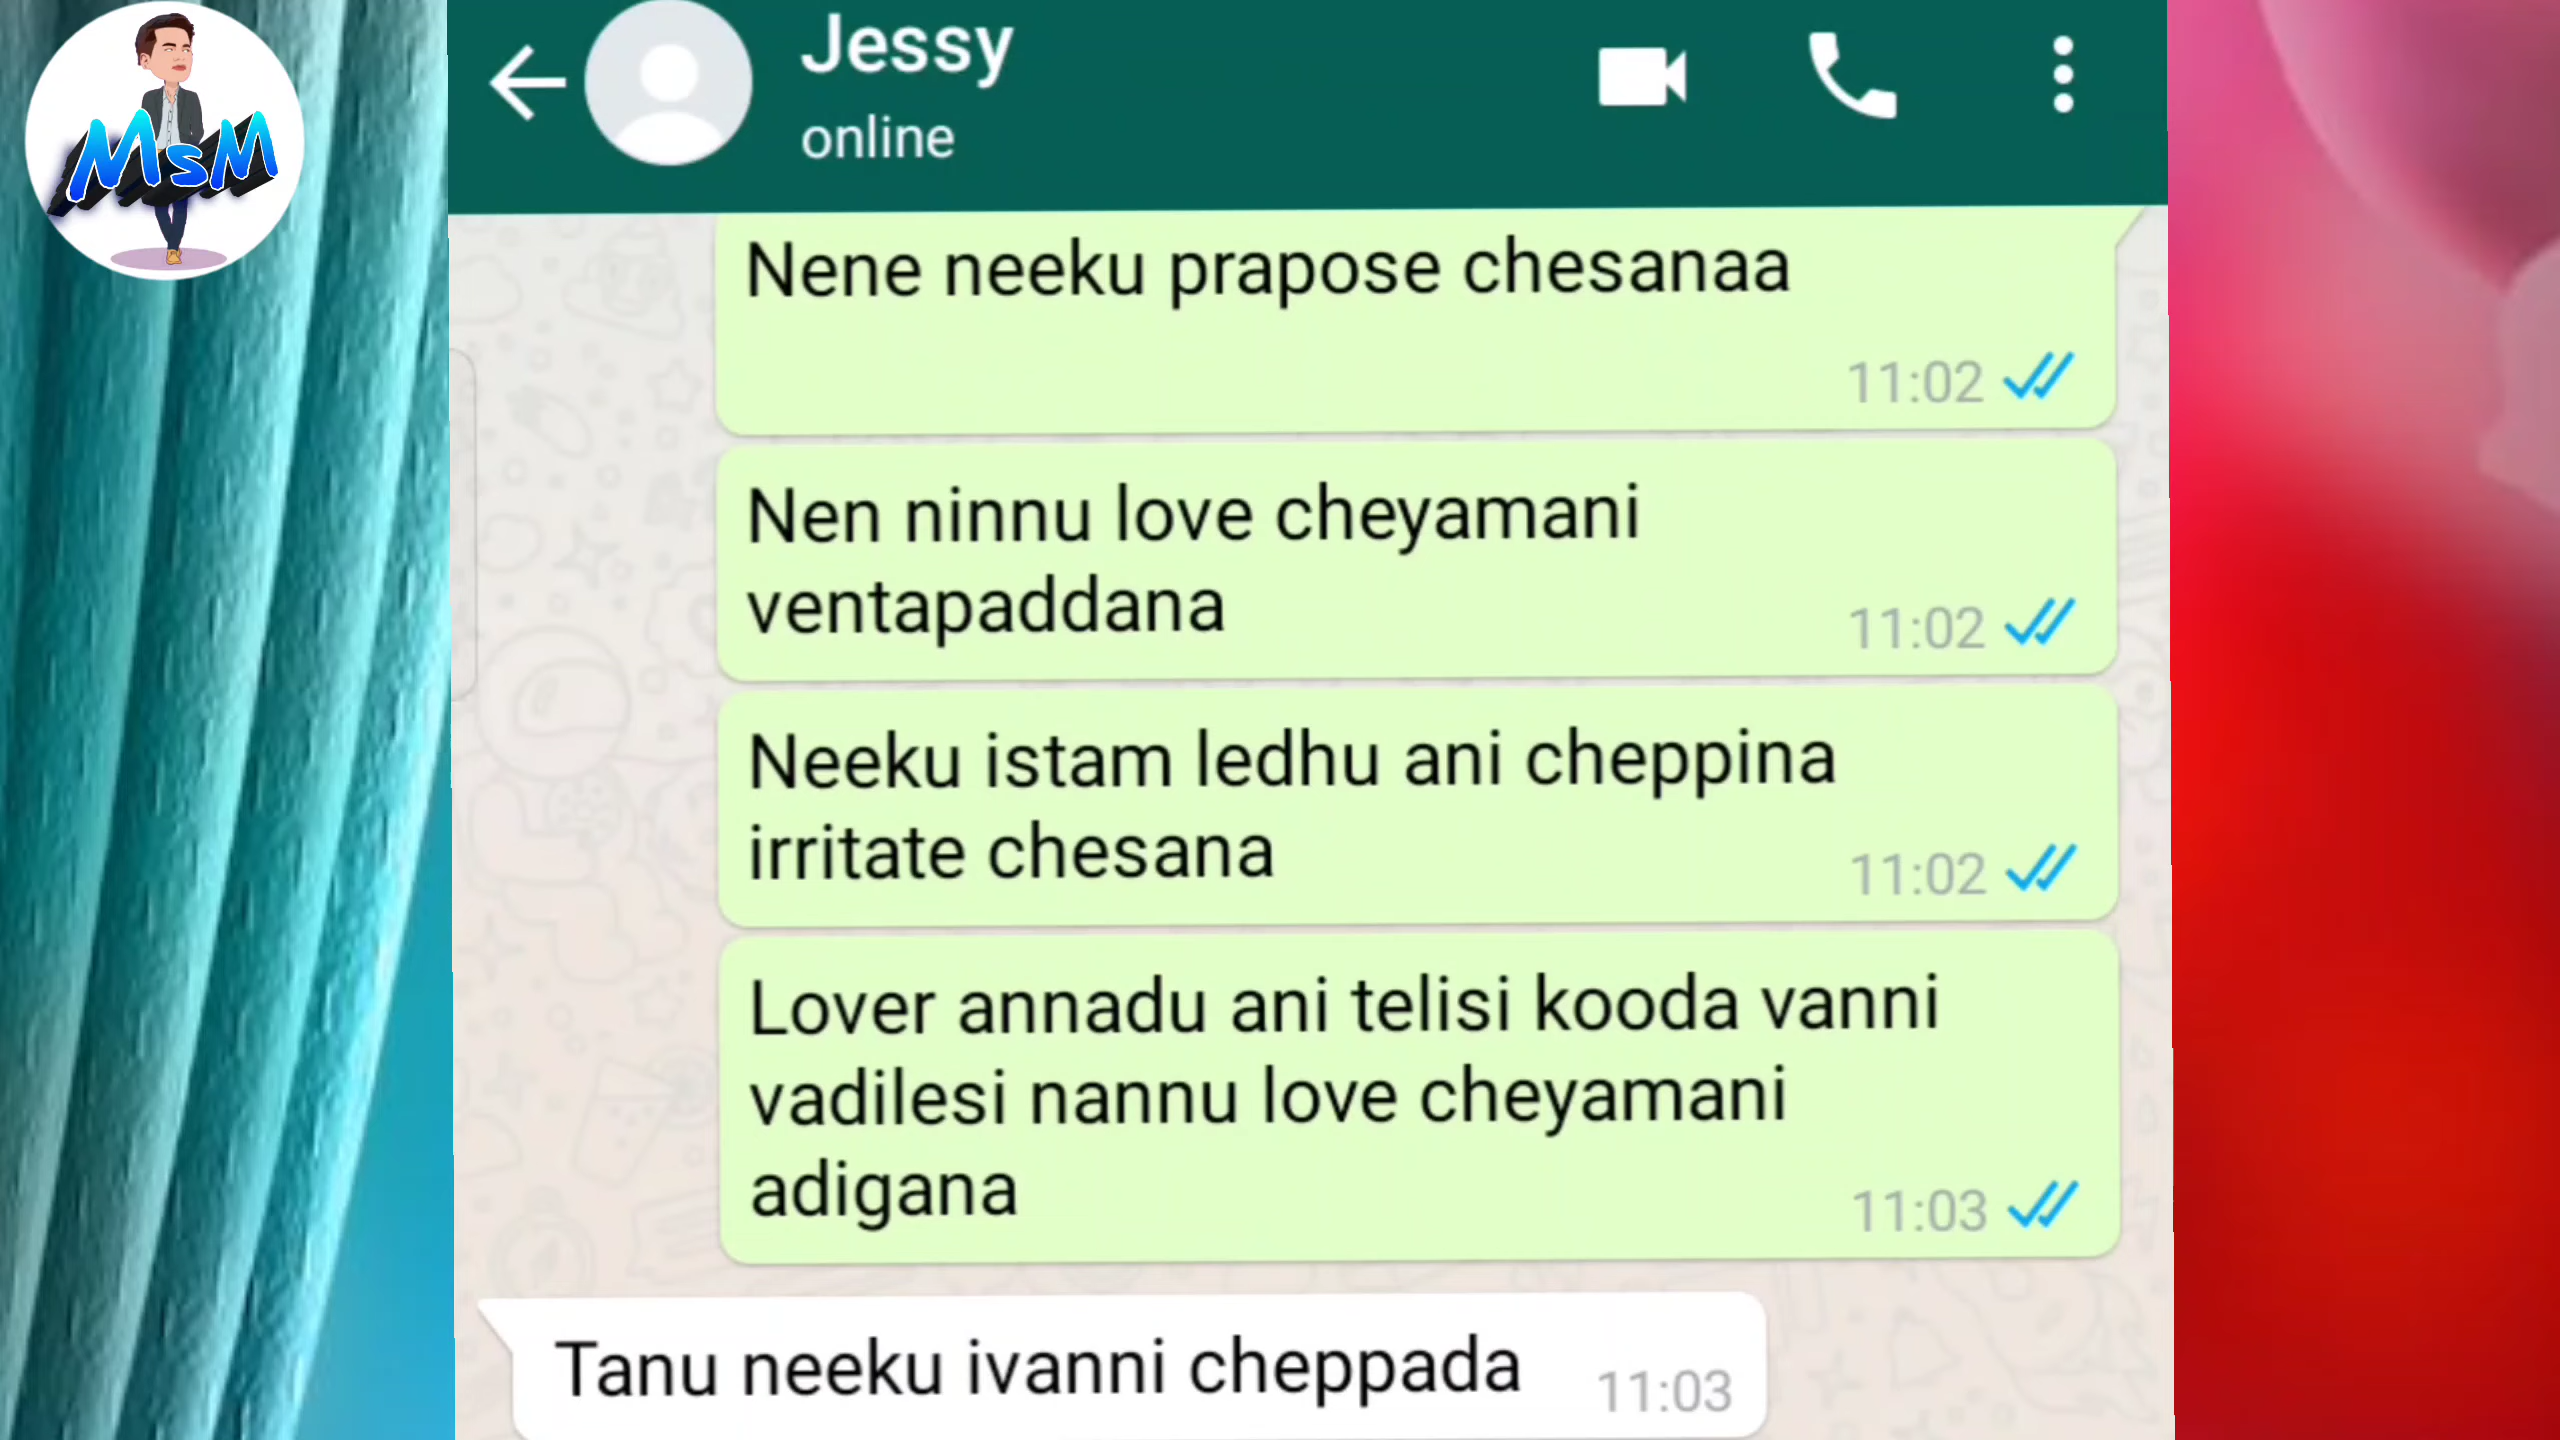 MsM
Jessy
online
Nene neeku prapose chesanaa
11:02
Nen ninnu love cheyamani
ventapaddana
11:02
Neeku istam ledhu ani cheppina
irritate chesana
11:02
Lover annadu ani telisi kooda vanni
vadilesi nannu love cheyamani
adigana
11:03
Tanu neeku ivanni cheppada
11:03